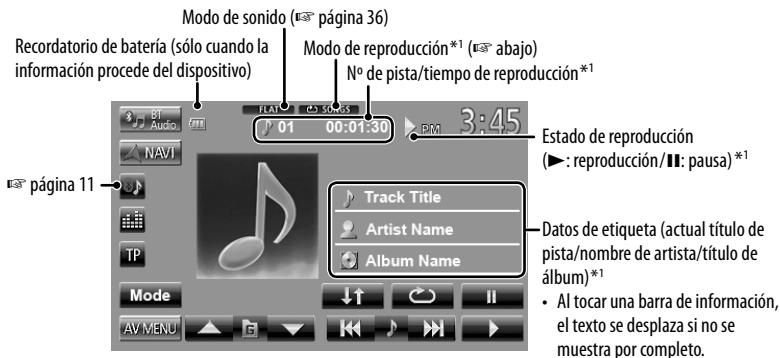 Modo de sonido (☞ página 36)
Recordatorio de batería (sólo cuando la
información procede del dispositivo)
Modo de reproducción*1 (☞ abajo)
Nº de pista/tiempo de reproducción*1
BT
Audio
FLAT
SONGS
01 00:01:30
PM 3:45
NAVI
☞ página 11
TP
Track Title
Artist Name
Album Name
Mode
AV MENU
G
Estado de reproducción
(►: reproducción/⏸: pausa) *1
Datos de etiqueta (actual título de
pista/nombre de artista/título de
álbum)*1
• Al tocar una barra de información,
el texto se desplaza si no se
muestra por completo.